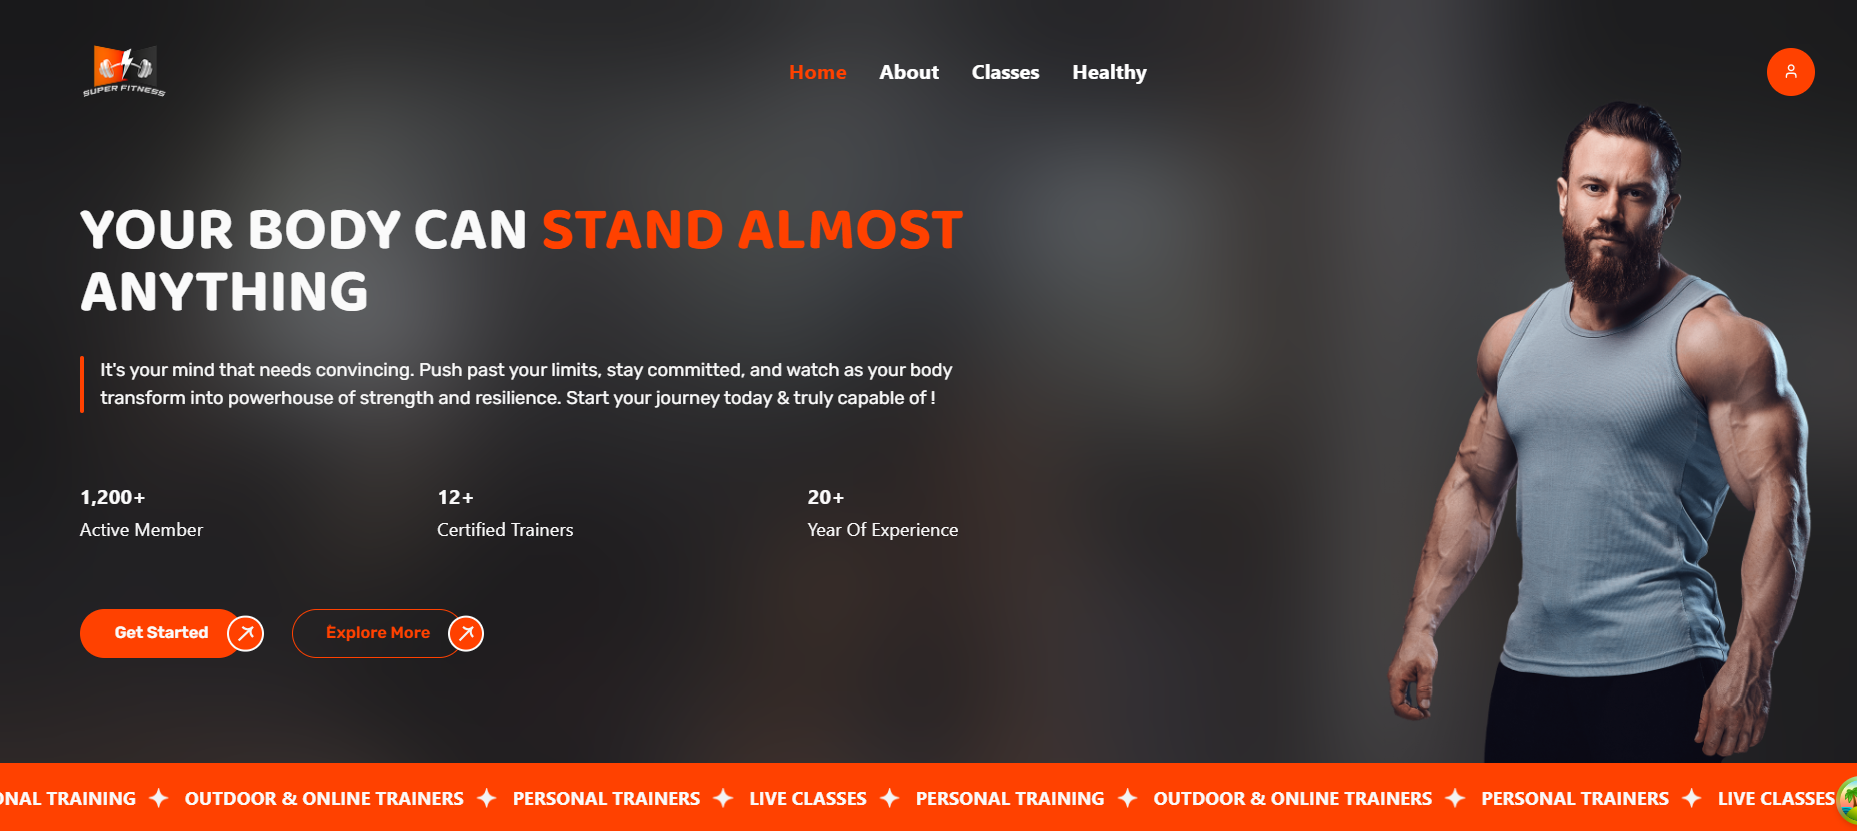 SUPER FITNESS
Home
About
Classes
Healthy
YOUR BODY CAN STAND ALMOST
ANYTHING
It's your mind that needs convincing. Push past your limits, stay committed, and watch as your body
transform into powerhouse of strength and resilience. Start your journey today & truly capable of !
1,200+
Active Member
12+
Certified Trainers
20+
Year Of Experience
Get Started
Explore More
ONAL TRAINING ✦ OUTDOOR & ONLINE TRAINERS ✦ PERSONAL TRAINERS ✦ LIVE CLASSES ✦ PERSONAL TRAINING ✦ OUTDOOR & ONLINE TRAINERS ✦ PERSONAL TRAINERS ✦ LIVE CLASSES